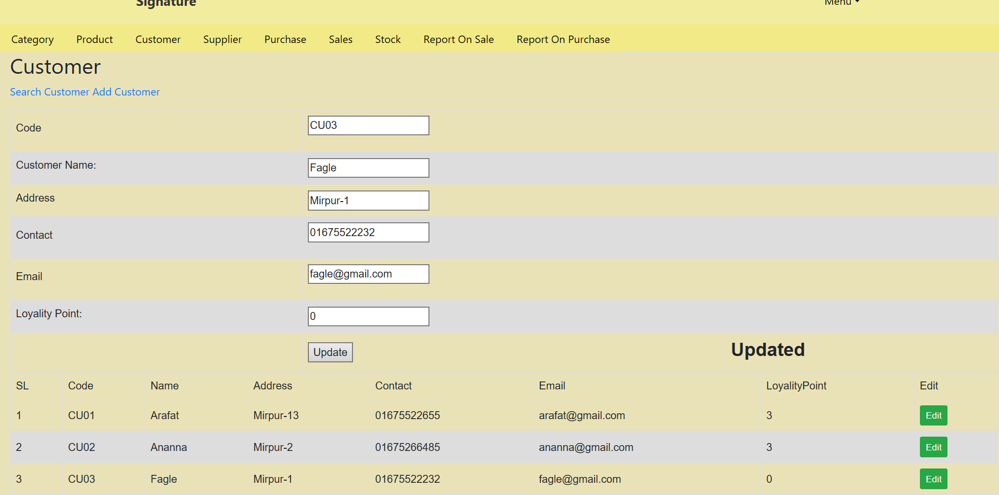 Signature
Menu
Category Product Customer Supplier Purchase Sales Stock Report On Sale Report On Purchase
Customer
Search Customer Add Customer
Code CU03
Customer Name: Fagle
Address Mirpur-1
Contact 01675522232
Email fagle@gmail.com
Loyality Point: 0
Update Updated
SL Code Name Address Contact Email LoyalityPoint Edit
1 CU01 Arafat Mirpur-13 01675522655 arafat@gmail.com 3 Edit
2 CU02 Ananna Mirpur-2 01675266485 ananna@gmail.com 3 Edit
3 CU03 Fagle Mirpur-1 01675522232 fagle@gmail.com 0 Edit